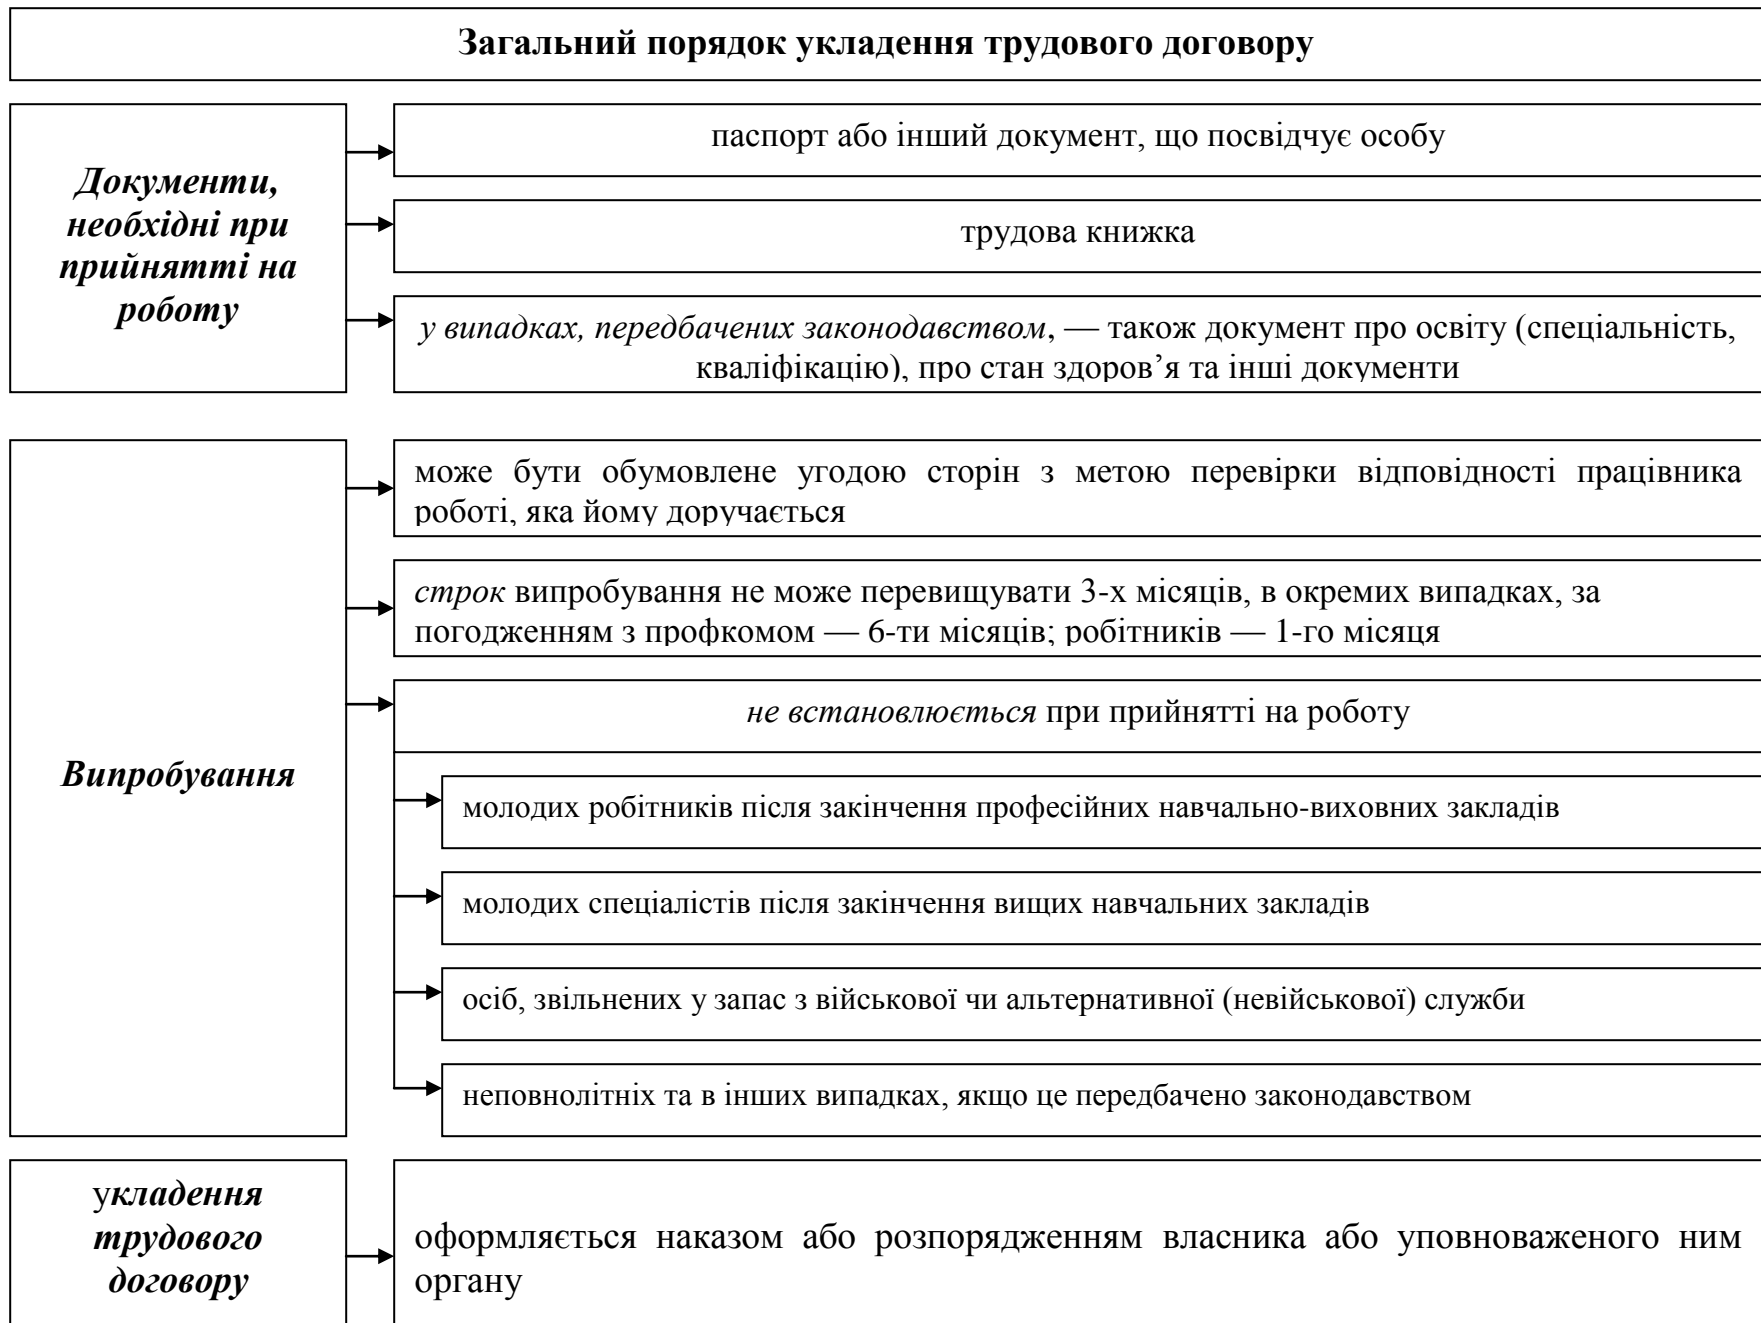 Загальний порядок укладення трудового договору
Документи,
необхідні при
прийнятті на
роботу
паспорт або інший документ, що посвідчує особу
трудова книжка
у випадках, передбачених законодавством, — також документ про освіту (спеціальність,
кваліфікацію), про стан здоров’я та інші документи
Випробування
може бути обумовлене угодою сторін з метою перевірки відповідності працівника
роботі, яка йому доручається
строк випробування не може перевищувати 3-х місяців, в окремих випадках, за
погодженням з профкомом — 6-ти місяців; робітників — 1-го місяця
не встановлюється при прийнятті на роботу
молодих робітників після закінчення професійних навчально-виховних закладів
молодих спеціалістів після закінчення вищих навчальних закладів
осіб, звільнених у запас з військової чи альтернативної (невійськової) служби
неповнолітніх та в інших випадках, якщо це передбачено законодавством
укладення
трудового
договору
оформляється наказом або розпорядженням власника або уповноваженого ним
органу